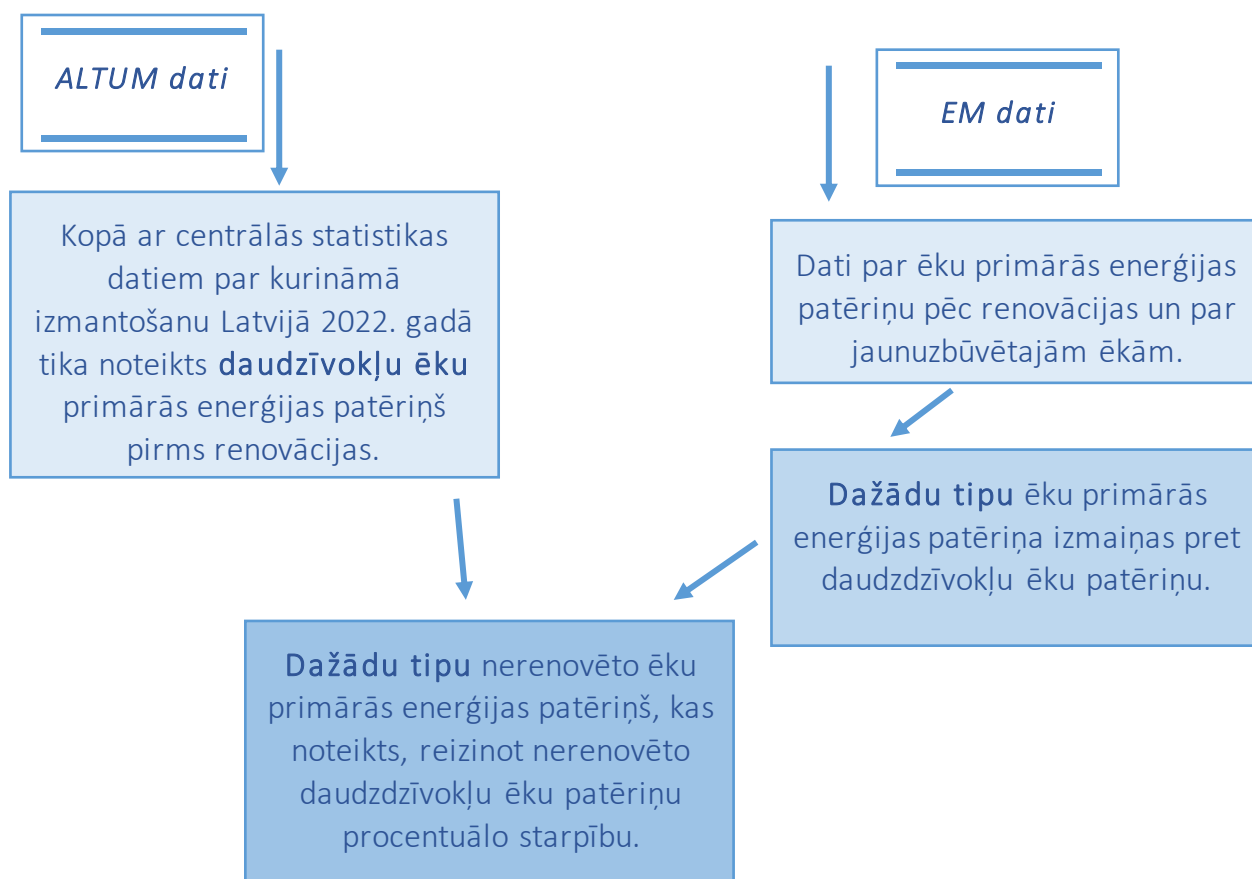 ALTUM dati
Kopā ar centrālās statistikas
datiem par kurināmā
izmantošanu Latvijā 2022. gadā
tika noteikts daudzīvokļu ēku
primārās enerģijas patēriņš
pirms renovācijas.
EM dati
Dati par ēku primārās enerģijas
patēriņu pēc renovācijas un par
jaunuzbūvētajām ēkām.
Dažādu tipu ēku primārās
enerģijas patēriņa izmaiņas pret
daudzdzīvokļu ēku patēriņu.
Dažādu tipu nerenovēto ēku
primārās enerģijas patēriņš, kas
noteikts, reizinot nerenovēto
daudzdzīvokļu ēku patēriņu
procentuālo starpību.